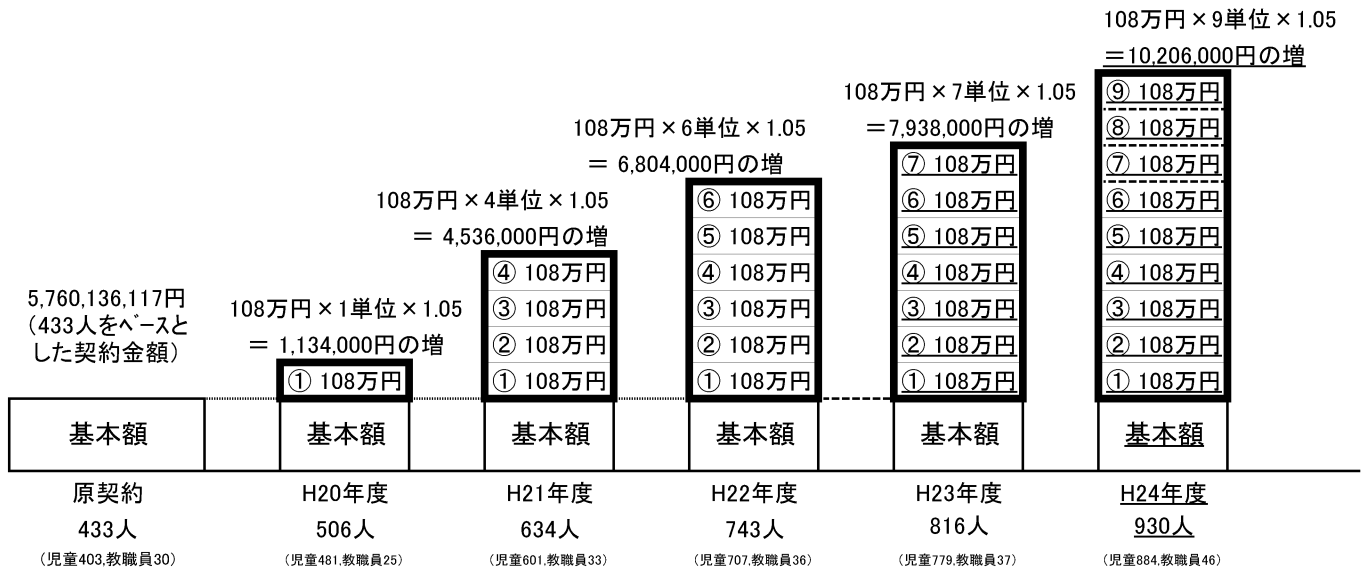 5,760,136,117円
（433人をﾍﾞｰｽと
した契約金額）
基本額
原契約
433人
（児童403,教職員30）
108万円×1単位×1.05
＝ 1,134,000円の増
① 108万円
基本額
H20年度
506人
（児童481,教職員25）
108万円×4単位×1.05
＝ 4,536,000円の増
④ 108万円
③ 108万円
② 108万円
① 108万円
基本額
H21年度
634人
（児童601,教職員33）
108万円×6単位×1.05
＝ 6,804,000円の増
⑥ 108万円
⑤ 108万円
④ 108万円
③ 108万円
② 108万円
① 108万円
基本額
H22年度
743人
（児童707,教職員36）
108万円×7単位×1.05
＝7,938,000円の増
⑦ 108万円
⑥ 108万円
⑤ 108万円
④ 108万円
③ 108万円
② 108万円
① 108万円
基本額
H23年度
816人
（児童779,教職員37）
108万円×9単位×1.05
＝10,206,000円の増
⑨ 108万円
⑧ 108万円
⑦ 108万円
⑥ 108万円
⑤ 108万円
④ 108万円
③ 108万円
② 108万円
① 108万円
基本額
H24年度
930人
（児童884,教職員46）